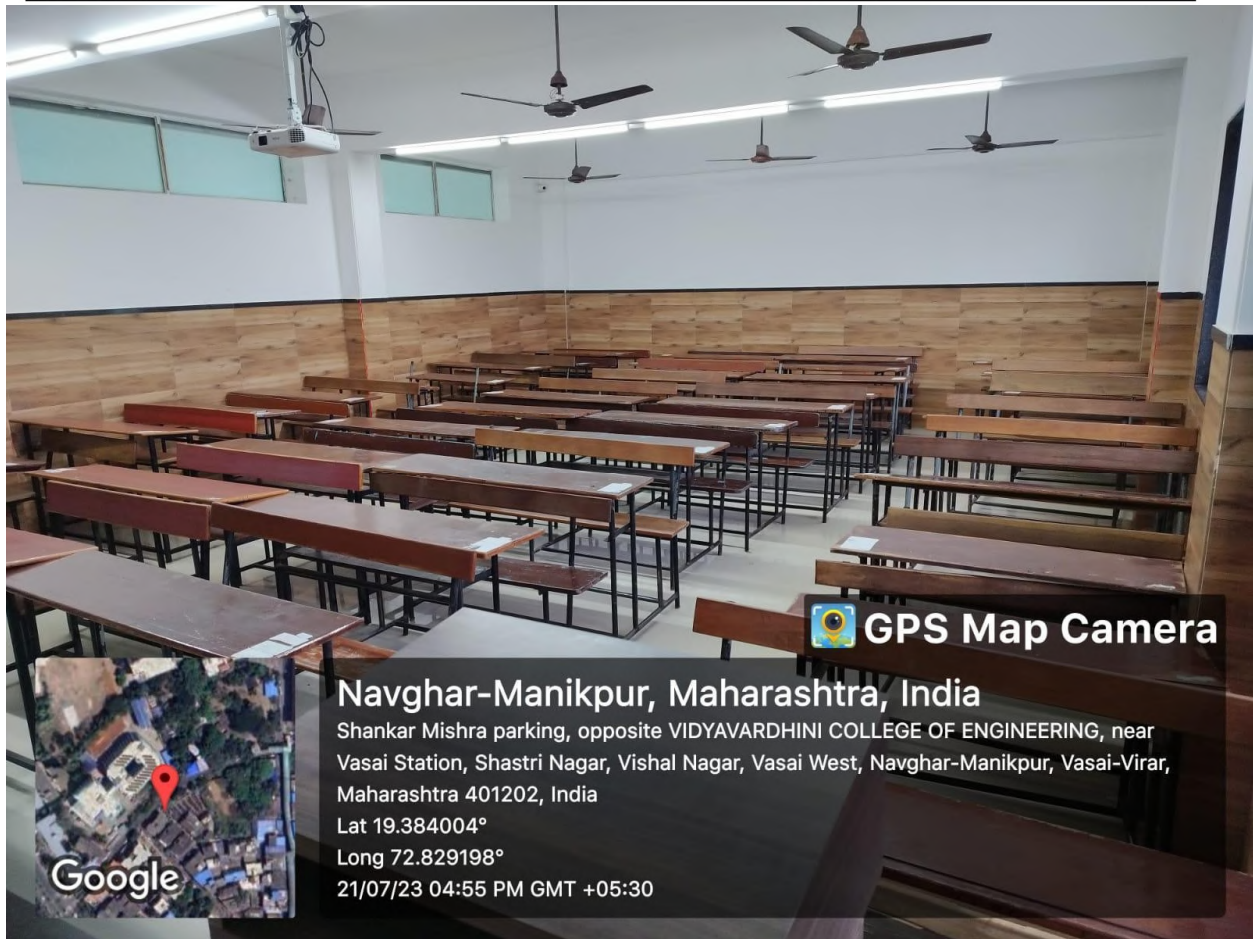 GPS Map Camera
Navghar-Manikpur, Maharashtra, India
Shankar Mishra parking, opposite VIDYAVARDHINI COLLEGE OF ENGINEERING, near
Vasai Station, Shastri Nagar, Vishal Nagar, Vasai West, Navghar-Manikpur, Vasai-Virar,
Maharashtra 401202, India
Lat 19.384004°
Long 72.829198°
21/07/23 04:55 PM GMT +05:30
Google